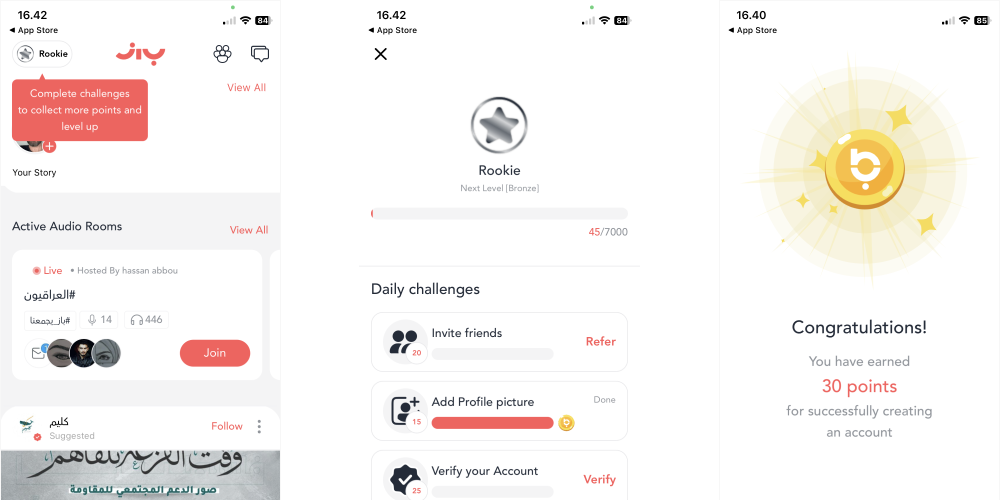 16.42
84
◀ App Store
Rookie
باز
Complete challenges
to collect more points and
level up
View All
Your Story
Active Audio Rooms
View All
Live
• Hosted By hassan abbou
#العراقيون
#باز_يجمعنا
14
446
Join
كليم
Suggested
Follow
وقت الفزعة للفاهم
صور الدعم المجتمعي للمقاومة
16.42
84
◀ App Store
Rookie
Next Level [Bronze]
45/7000
Daily challenges
20
Invite friends
Refer
15
Add Profile picture
Done
25
Verify your Account
Verify
16.40
85
◀ App Store
Congratulations!
You have earned
30 points
for successfully creating
an account